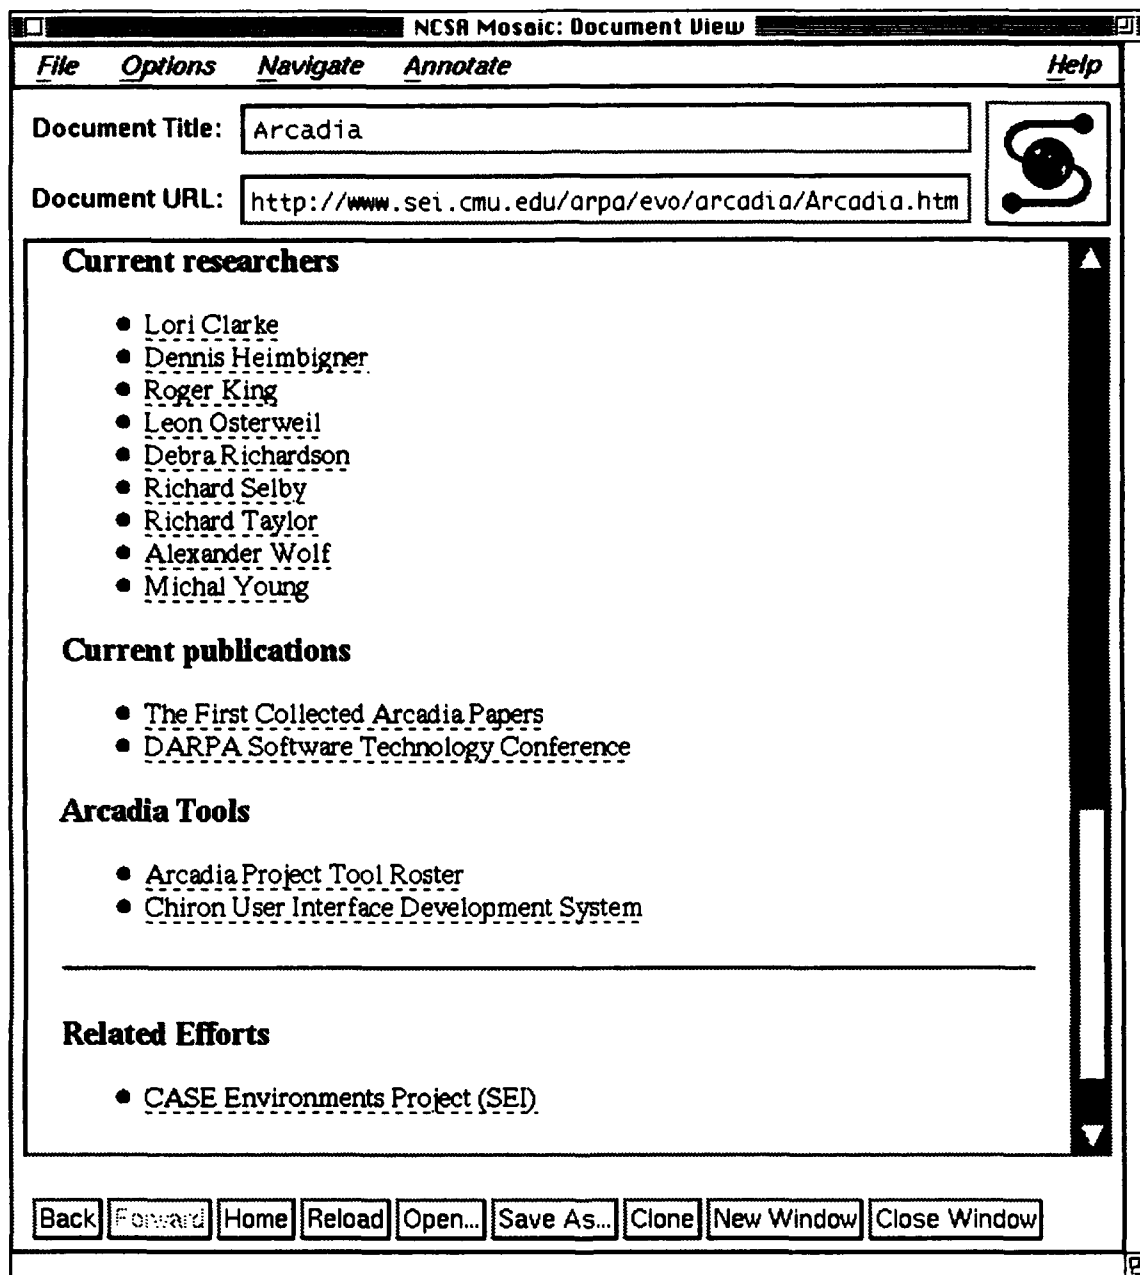 NCSA Mosaic: Document View
File Options Navigate Annotate Help
Document Title: Arcadia
Document URL: http://www.sei.cmu.edu/arpa/evo/arcadia/Arcadia.htm
Current researchers
Lori Clarke
Dennis Heimbigner
Roger King
Leon Osterweil
Debra Richardson
Richard Selby
Richard Taylor
Alexander Wolf
Michal Young
Current publications
The First Collected Arcadia Papers
DARPA Software Technology Conference
Arcadia Tools
Arcadia Project Tool Roster
Chiron User Interface Development System
Related Efforts
CASE Environments Project (SEI)
Back Forward Home Reload Open... Save As... Clone New Window Close Window